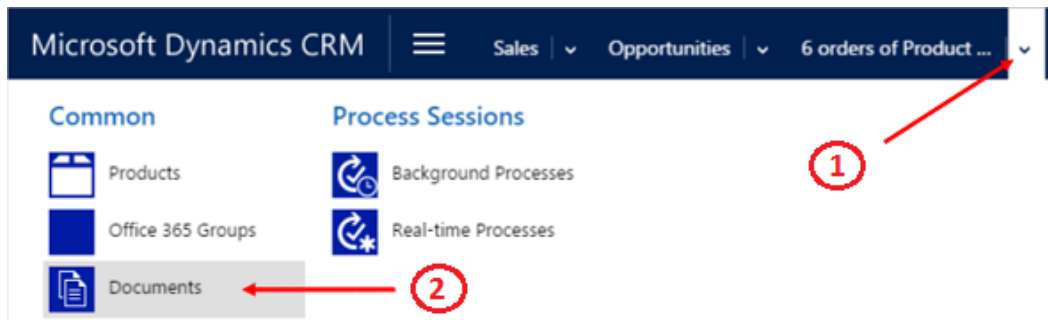 Microsoft Dynamics CRM Sales Opportunities 6 orders of Product ...
Common Process Sessions
Products Background Processes
Office 365 Groups Real-time Processes
Documents
1
2